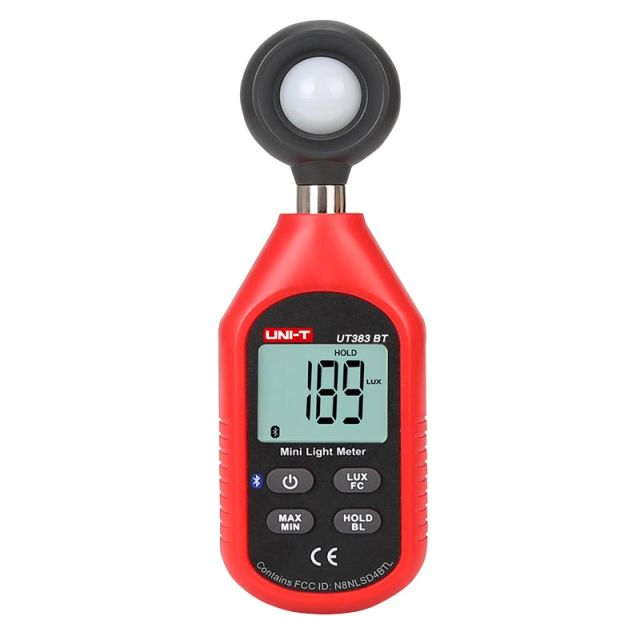 UNI-T
UT383 BT
HOLD
189 LUX
Mini Light Meter
LUX
FC
MAX
MIN
HOLD
BL
CE
Contains FCC ID: N8NLSD4BTL